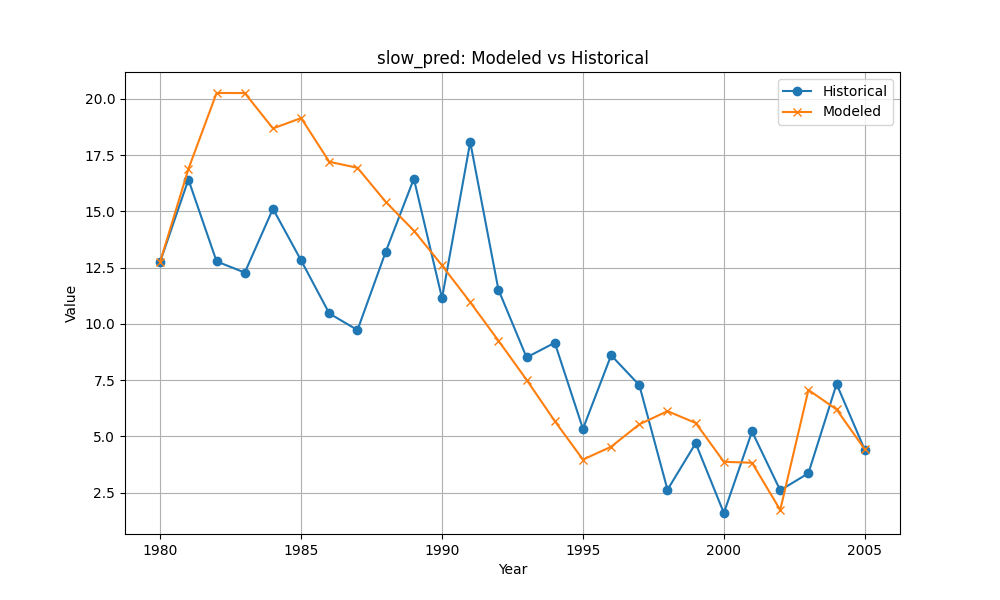 slow_pred: Modeled vs Historical
Historical
Modeled
20.0
17.5
15.0
12.5
10.0
7.5
5.0
2.5
Value
1980 1985 1990 1995 2000 2005
Year